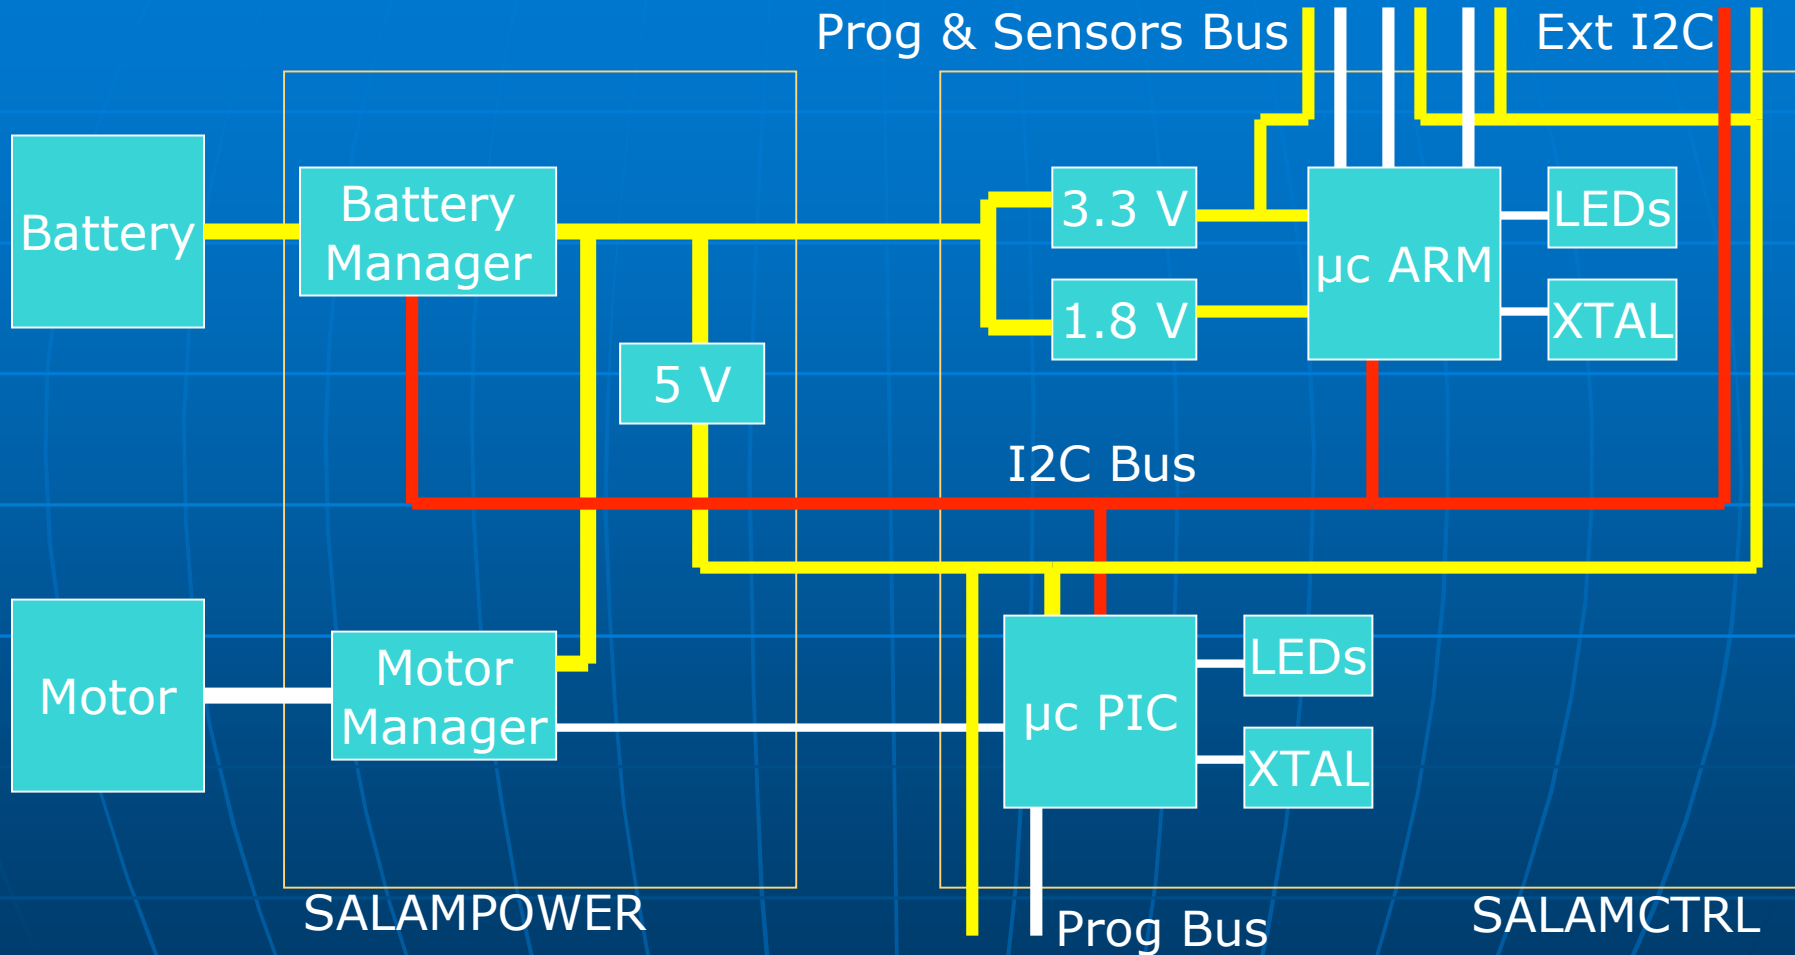 Prog & Sensors Bus
Ext I2C
Battery
Battery
Manager
3.3 V
1.8 V
µc ARM
LEDs
XTAL
5 V
I2C Bus
Motor
Motor
Manager
µc PIC
LEDs
XTAL
SALAMPOWER
Prog Bus
SALAMCTRL